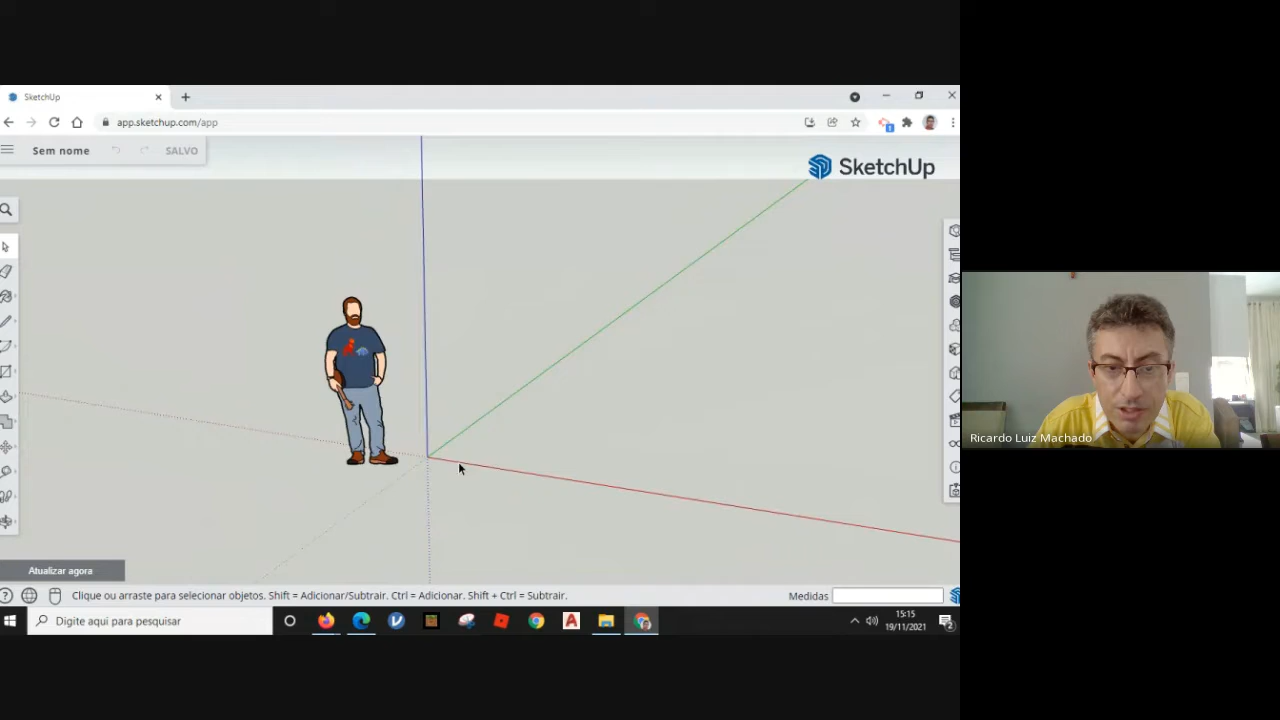 SketchUp
app.sketchup.com/app
Sem nome
SALVO
SketchUp
Ricardo Luiz Machado
Atualizar agora
Clique ou arraste para selecionar objetos. Shift = Adicionar/Subtrair. Ctrl = Adicionar. Shift + Ctrl = Subtrair.
Medidas
Digite aqui para pesquisar
15:15
19/11/2021